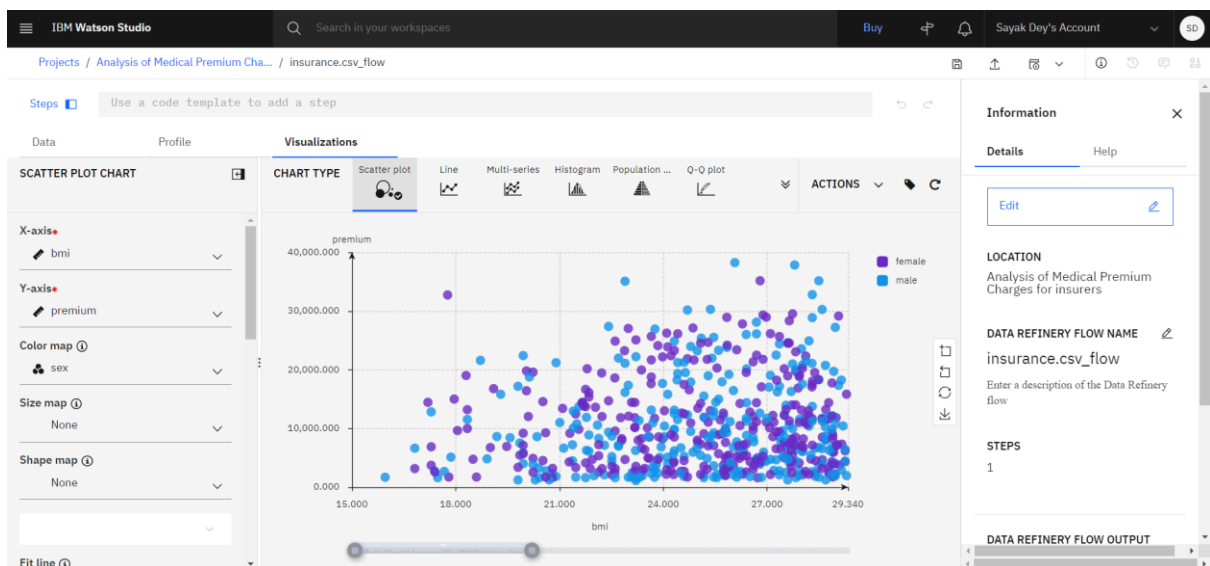 IBM Watson Studio
Search in your workspaces
Buy
Sayak Dey's Account
SD
Projects / Analysis of Medical Premium Cha... / insurance.csv_flow
Steps
Use a code template to add a step
Data
Profile
Visualizations
SCATTER PLOT CHART
X-axis*
bmi
Y-axis*
premium
Color map
sex
Size map
None
Shape map
None
Fit line
CHART TYPE
Scatter plot
Line
Multi-series
Histogram
Population ...
Q-Q plot
ACTIONS
premium
40,000.000
30,000.000
20,000.000
10,000.000
0.000
15.000
18.000
21.000
24.000
27.000
29.340
bmi
female
male
Information
Details
Help
Edit
LOCATION
Analysis of Medical Premium
Charges for insurers
DATA REFINERY FLOW NAME
insurance.csv_flow
Enter a description of the Data Refinery
flow
STEPS
1
DATA REFINERY FLOW OUTPUT